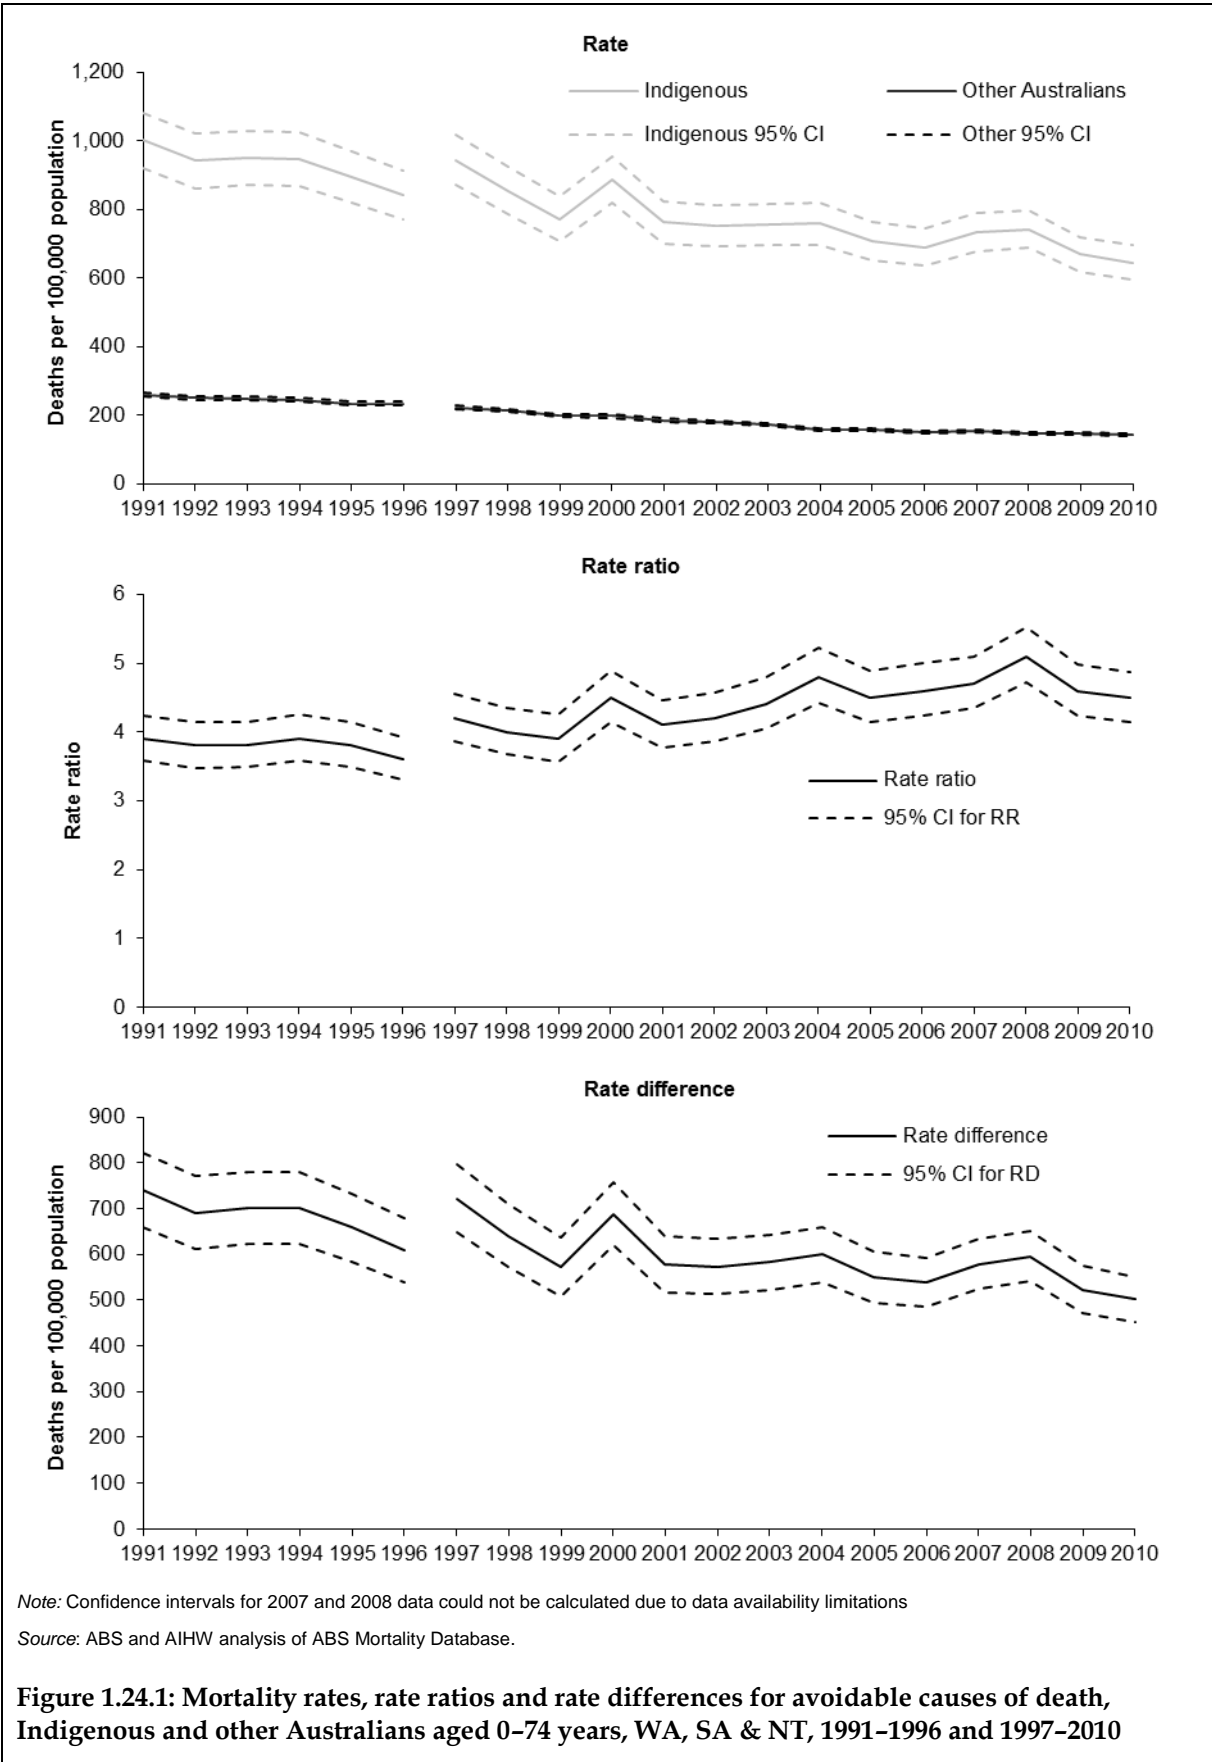 Rate
1,200
1,000
800
600
400
200
0
Deaths per 100,000 population
Indigenous
Other Australians
Indigenous 95% CI
Other 95% CI
1991 1992 1993 1994 1995 1996 1997 1998 1999 2000 2001 2002 2003 2004 2005 2006 2007 2008 2009 2010
Rate ratio
6
5
4
3
2
1
0
Rate ratio
Rate ratio
95% CI for RR
1991 1992 1993 1994 1995 1996 1997 1998 1999 2000 2001 2002 2003 2004 2005 2006 2007 2008 2009 2010
Rate difference
900
800
700
600
500
400
300
200
100
0
Deaths per 100,000 population
Rate difference
95% CI for RD
1991 1992 1993 1994 1995 1996 1997 1998 1999 2000 2001 2002 2003 2004 2005 2006 2007 2008 2009 2010
Note: Confidence intervals for 2007 and 2008 data could not be calculated due to data availability limitations
Source: ABS and AIHW analysis of ABS Mortality Database.
Figure 1.24.1: Mortality rates, rate ratios and rate differences for avoidable causes of death,
Indigenous and other Australians aged 0–74 years, WA, SA & NT, 1991–1996 and 1997–2010